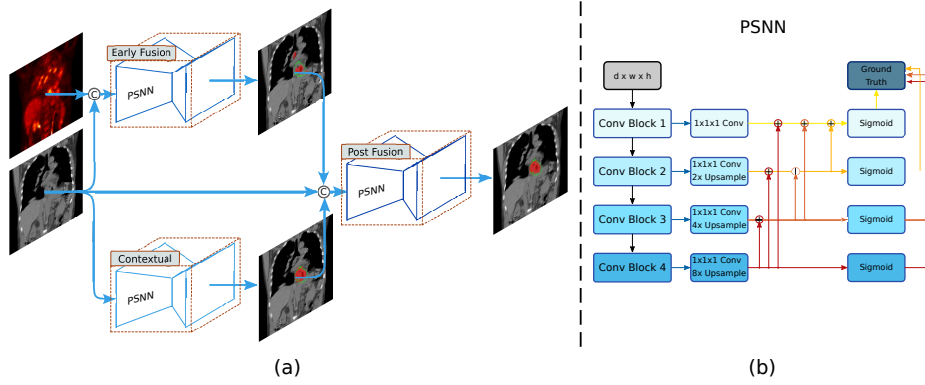 Early Fusion
PSNN
C
Post Fusion
PSNN
C
Contextual
PSNN
(a)
PSNN
d x w x h
Ground
Truth
Conv Block 1
1x1x1 Conv
Sigmoid
Conv Block 2
1x1x1 Conv
2x Upsample
Sigmoid
Conv Block 3
1x1x1 Conv
4x Upsample
Sigmoid
Conv Block 4
1x1x1 Conv
8x Upsample
Sigmoid
(b)